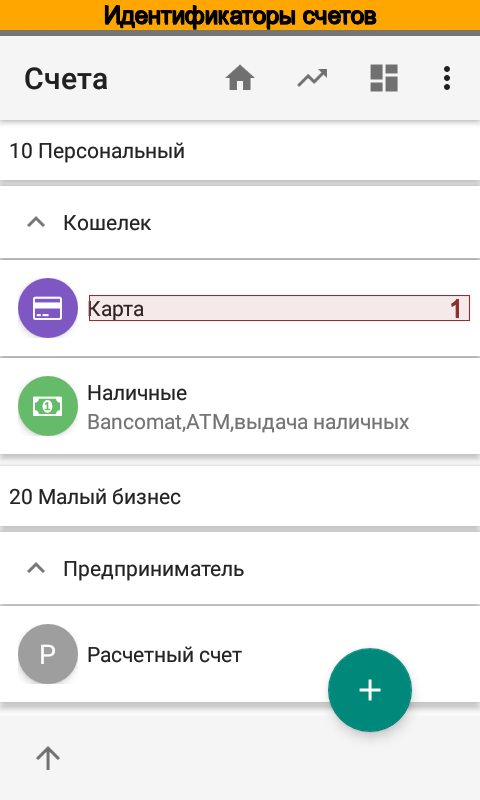 Идентификаторы счетов
Счета
10 Персональный
Кошелек
Карта 1
1
Наличные
Bancomat,ATM,выдача наличных
20 Малый бизнес
Предприниматель
Р
Расчетный счет